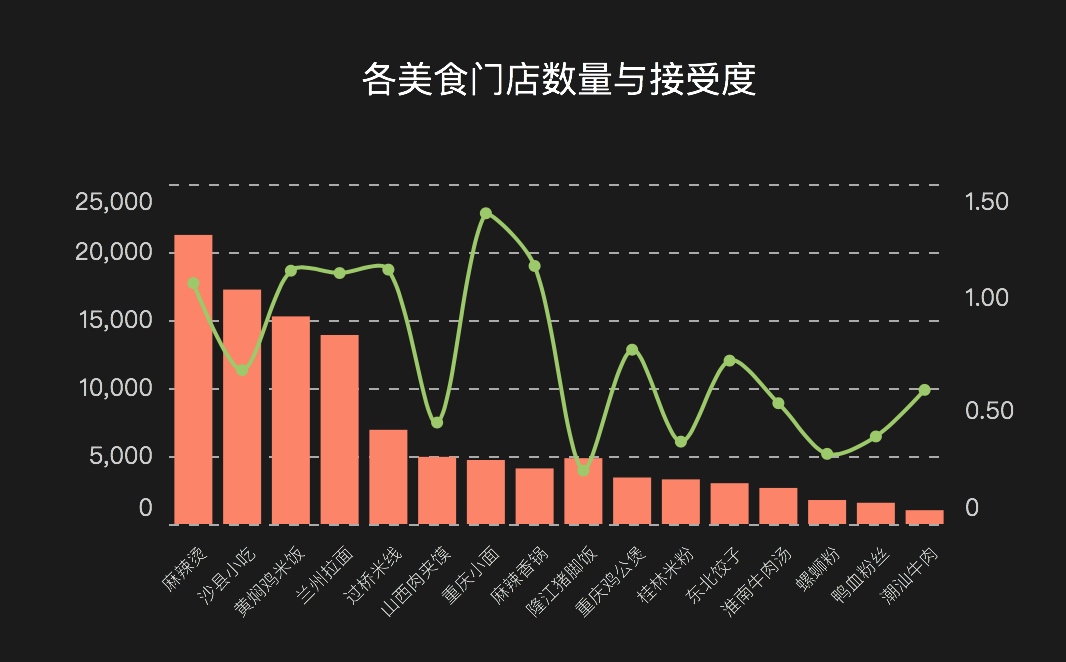 各美食门店数量与接受度
25,000
20,000
15,000
10,000
5,000
0
1.50
1.00
0.50
0
麻辣烫
沙县小吃
黄焖鸡米饭
兰州拉面
过桥米线
山西肉夹馍
重庆小面
麻辣香锅
隆江猪脚饭
重庆鸡公煲
桂林米粉
东北饺子
淮南牛肉汤
螺蛳粉
鸭血粉丝
潮汕牛肉